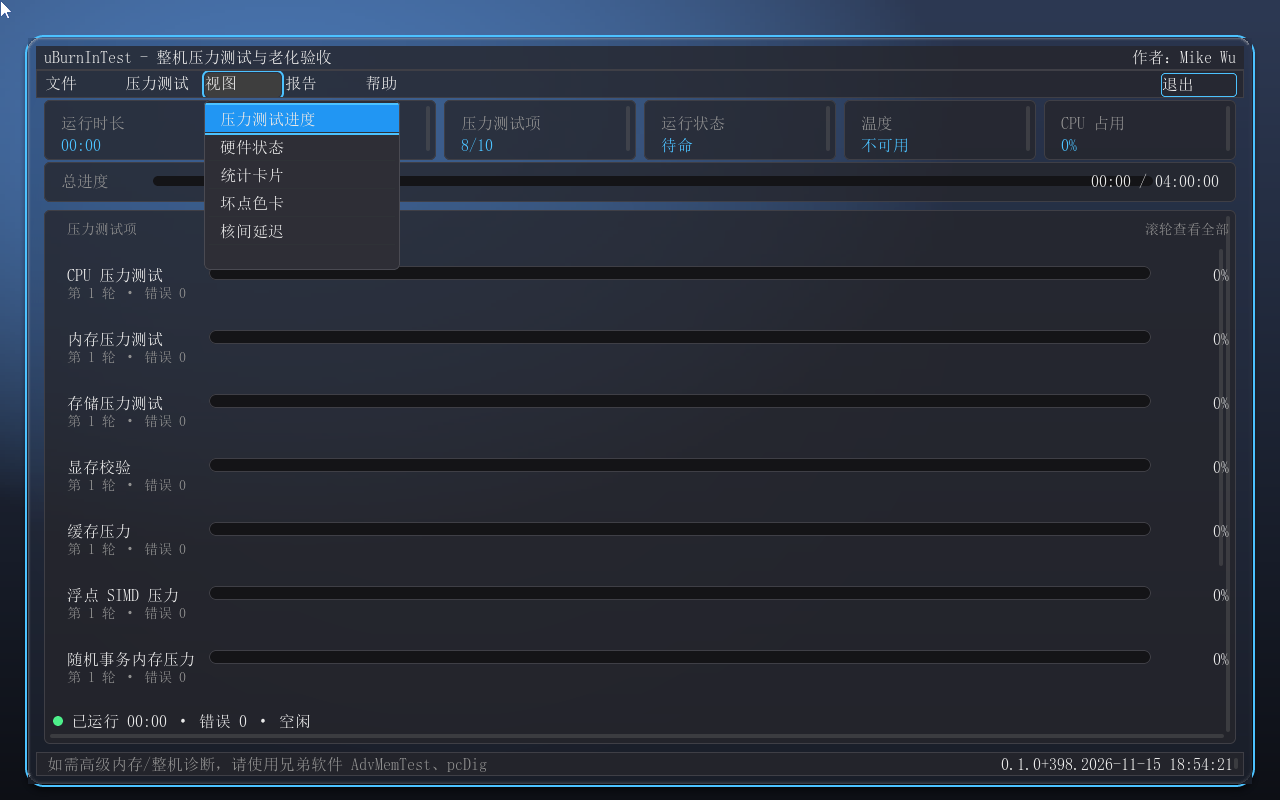 uBurnInTest - 整机压力测试与老化验收
作者: Mike Wu
文件 压力测试 视图 报告 帮助
退出
压力测试进度
硬件状态
统计卡片
坏点色卡
核间延迟
运行时长
00:00
压力测试项
8/10
运行状态
待命
温度
不可用
CPU 占用
0%
总进度
00:00 / 04:00:00
压力测试项
滚轮查看全部
CPU 压力测试
0%
第 1 轮 • 错误 0
内存压力测试
0%
第 1 轮 • 错误 0
存储压力测试
0%
第 1 轮 • 错误 0
显存校验
0%
第 1 轮 • 错误 0
缓存压力
0%
第 1 轮 • 错误 0
浮点 SIMD 压力
0%
第 1 轮 • 错误 0
随机事务内存压力
0%
第 1 轮 • 错误 0
已运行 00:00 • 错误 0 • 空闲
如需高级内存/整机诊断，请使用兄弟软件 AdvMemTest、pcDig
0.1.0+398.2026-11-15 18:54:21